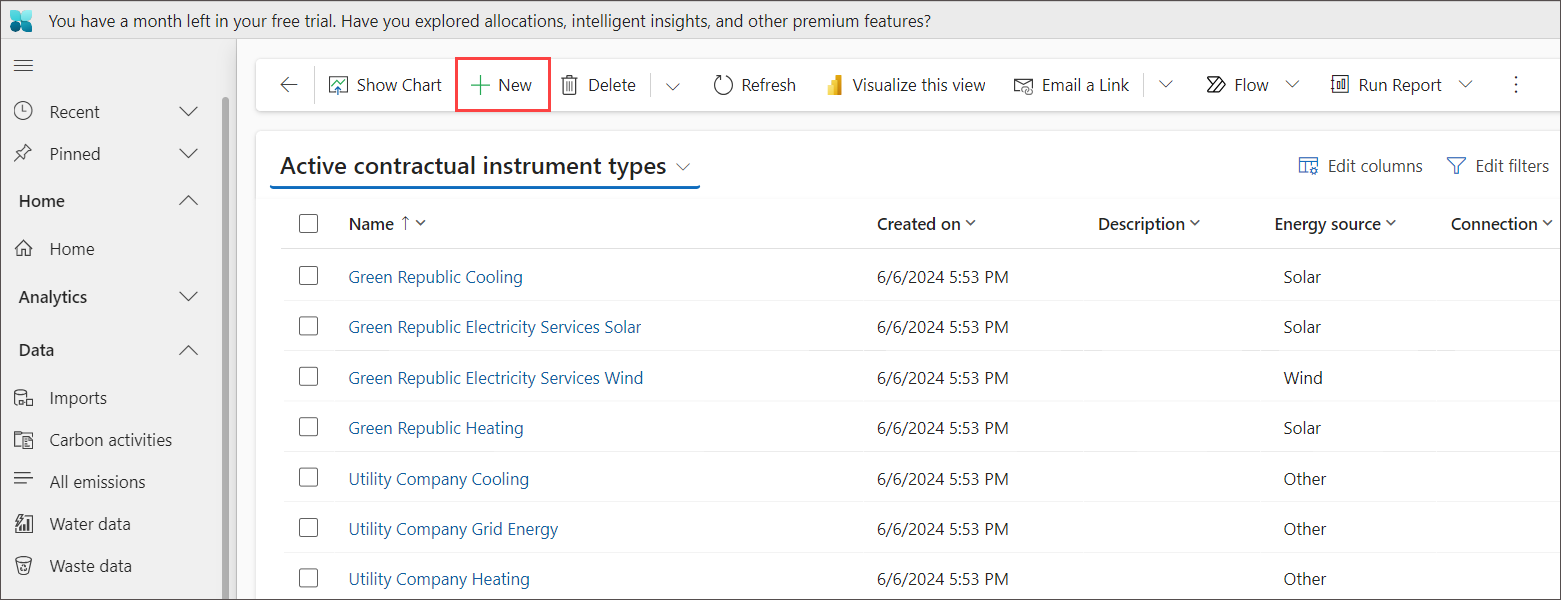 You have a month left in your free trial. Have you explored allocations, intelligent insights, and other premium features?
Show Chart New Delete Refresh Visualize this view Email a Link Flow Run Report
Recent
Pinned
Home
Home
Analytics
Data
Imports
Carbon activities
All emissions
Water data
Waste data
Active contractual instrument types Edit columns Edit filters
Name ↑ Created on Description Energy source Connection
Green Republic Cooling 6/6/2024 5:53 PM Solar
Green Republic Electricity Services Solar 6/6/2024 5:53 PM Solar
Green Republic Electricity Services Wind 6/6/2024 5:53 PM Wind
Green Republic Heating 6/6/2024 5:53 PM Solar
Utility Company Cooling 6/6/2024 5:53 PM Other
Utility Company Grid Energy 6/6/2024 5:53 PM Other
Utility Company Heating 6/6/2024 5:53 PM Other